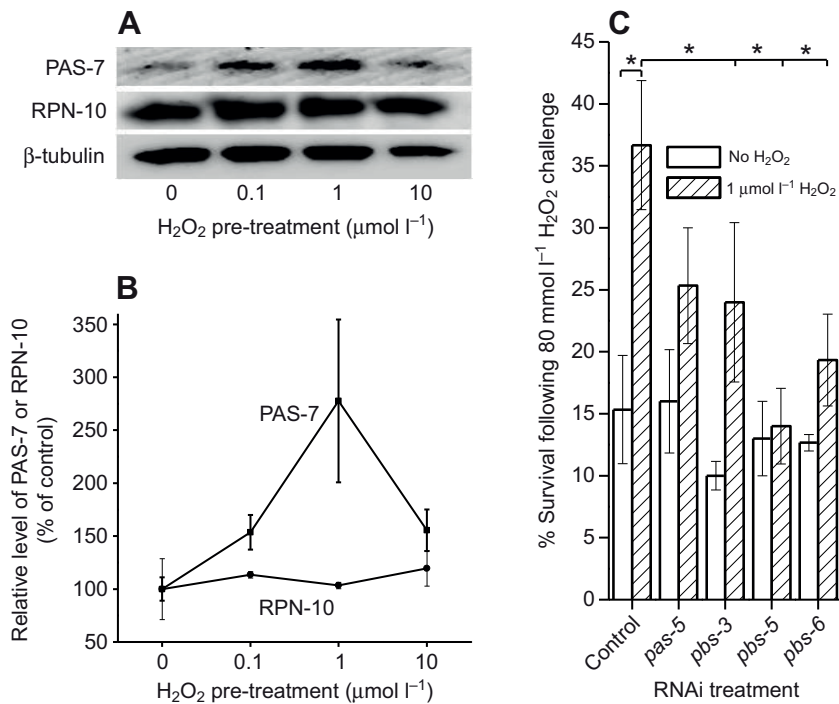 A
PAS-7
RPN-10
β-tubulin
0 0.1 1 10
H₂O₂ pre-treatment (μmol l⁻¹)
B
Relative level of PAS-7 or RPN-10
(% of control)
350
300
250
200
150
100
50
PAS-7
RPN-10
0 0.1 1 10
H₂O₂ pre-treatment (μmol l⁻¹)
C
% Survival following 80 mmol l⁻¹ H₂O₂ challenge
45
40
35
30
25
20
15
10
5
0
* * * *
No H₂O₂
1 μmol l⁻¹ H₂O₂
Control pas-5 pbs-3 pbs-5 pbs-6
RNAi treatment